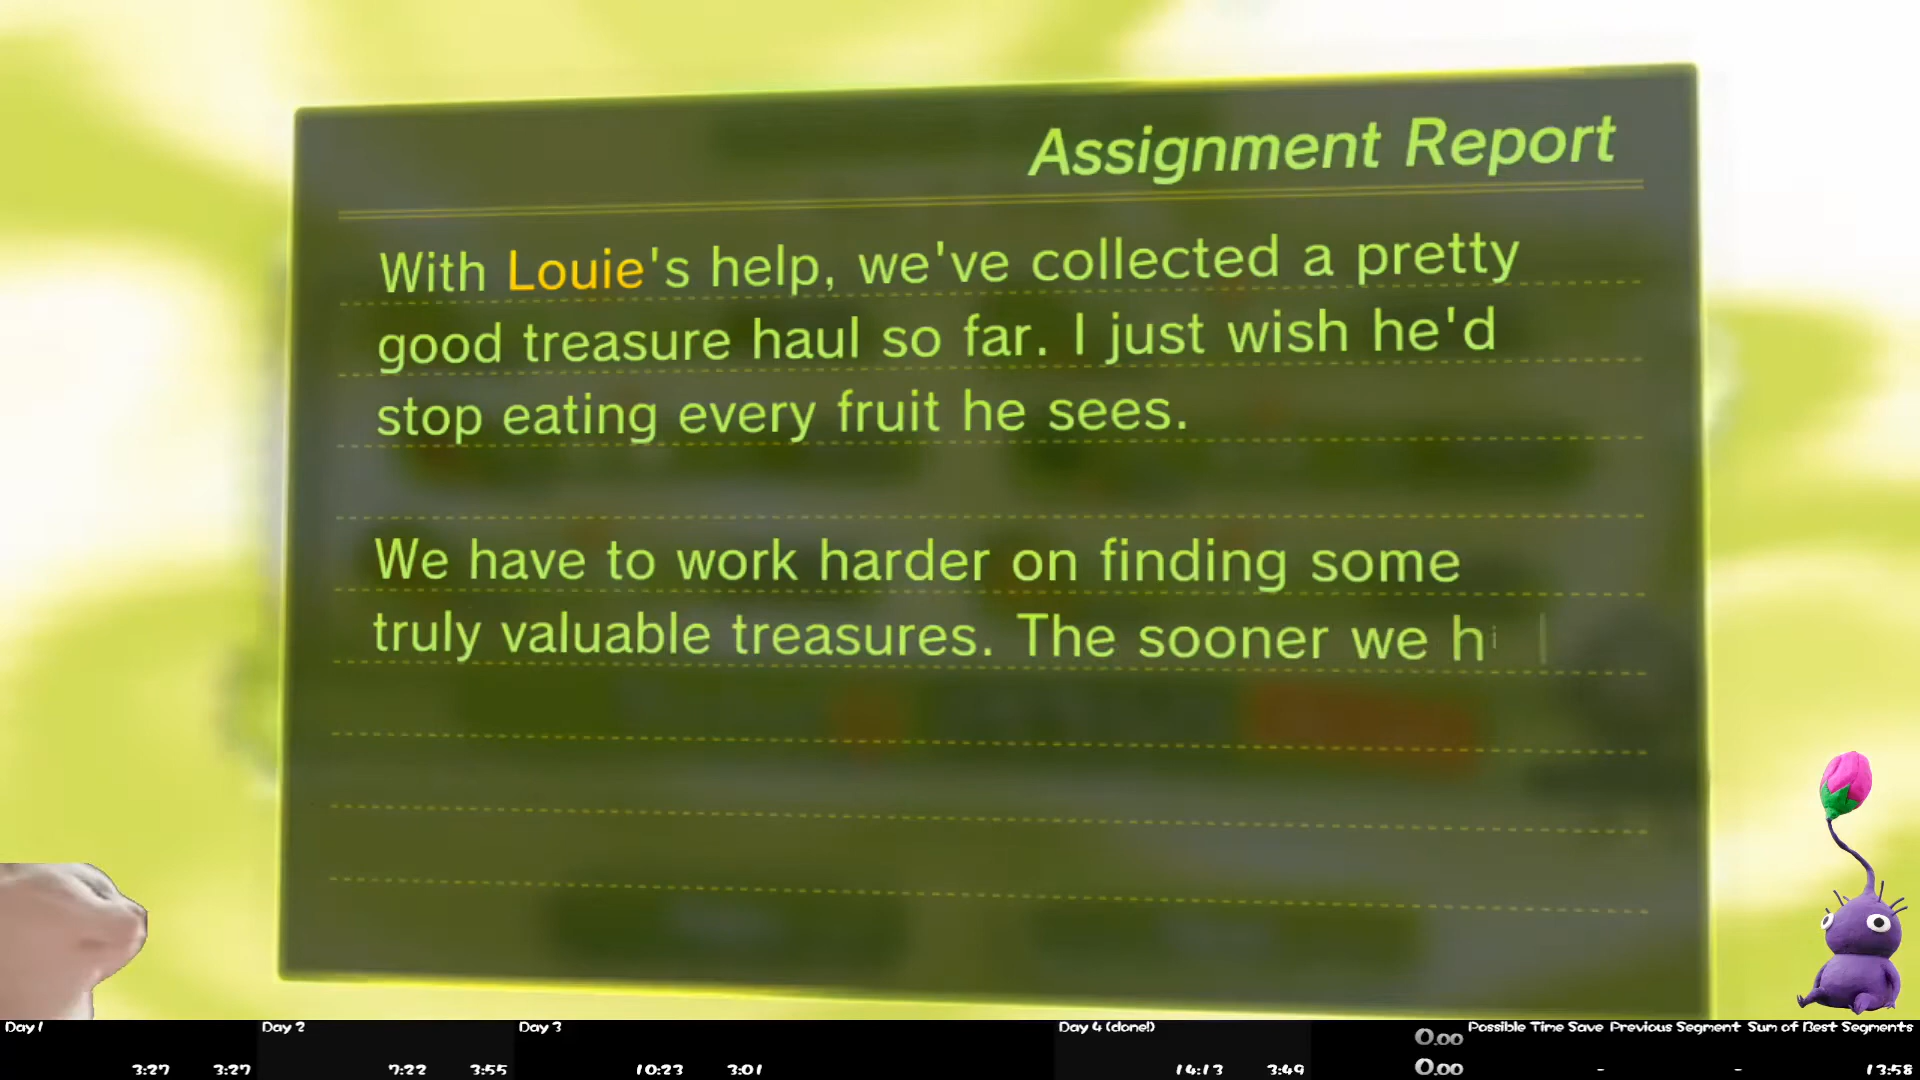 Assignment Report
With Louie's help, we've collected a pretty
good treasure haul so far. I just wish he'd
stop eating every fruit he sees.
We have to work harder on finding some
truly valuable treasures. The sooner we h
Day 1
3:27 3:27
Day 2
7:22 3:55
Day 3
10:23 3:01
Day 4 (done!)
14:13 3:49
0.00
0.00
Possible Time Save Previous Segment Sum of Best Segments
- - 13:58